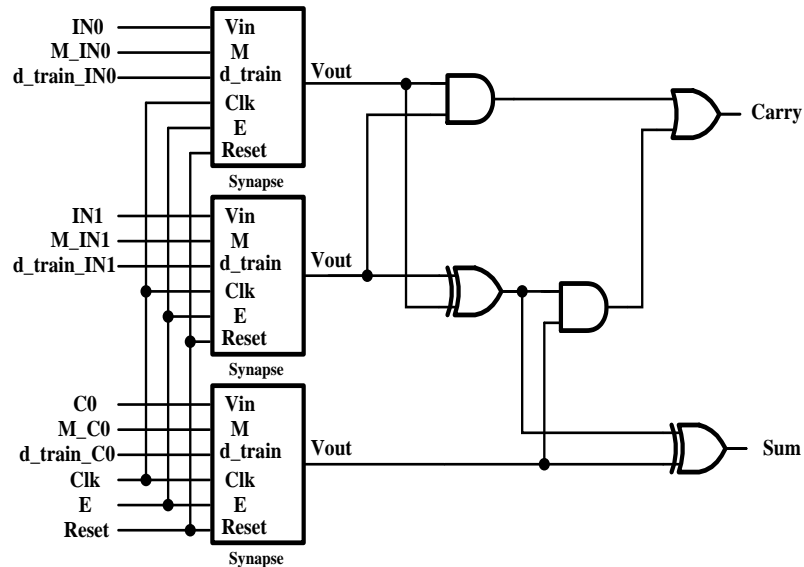 IN0
M_IN0
d_train_IN0
Vin
M
d_train
Clk
E
Reset
Vout
Synapse
Carry
IN1
M_IN1
d_train_IN1
Vin
M
d_train
Clk
E
Reset
Vout
Synapse
C0
M_C0
d_train_C0
Clk
E
Reset
Vin
M
d_train
Clk
E
Reset
Vout
Synapse
Sum